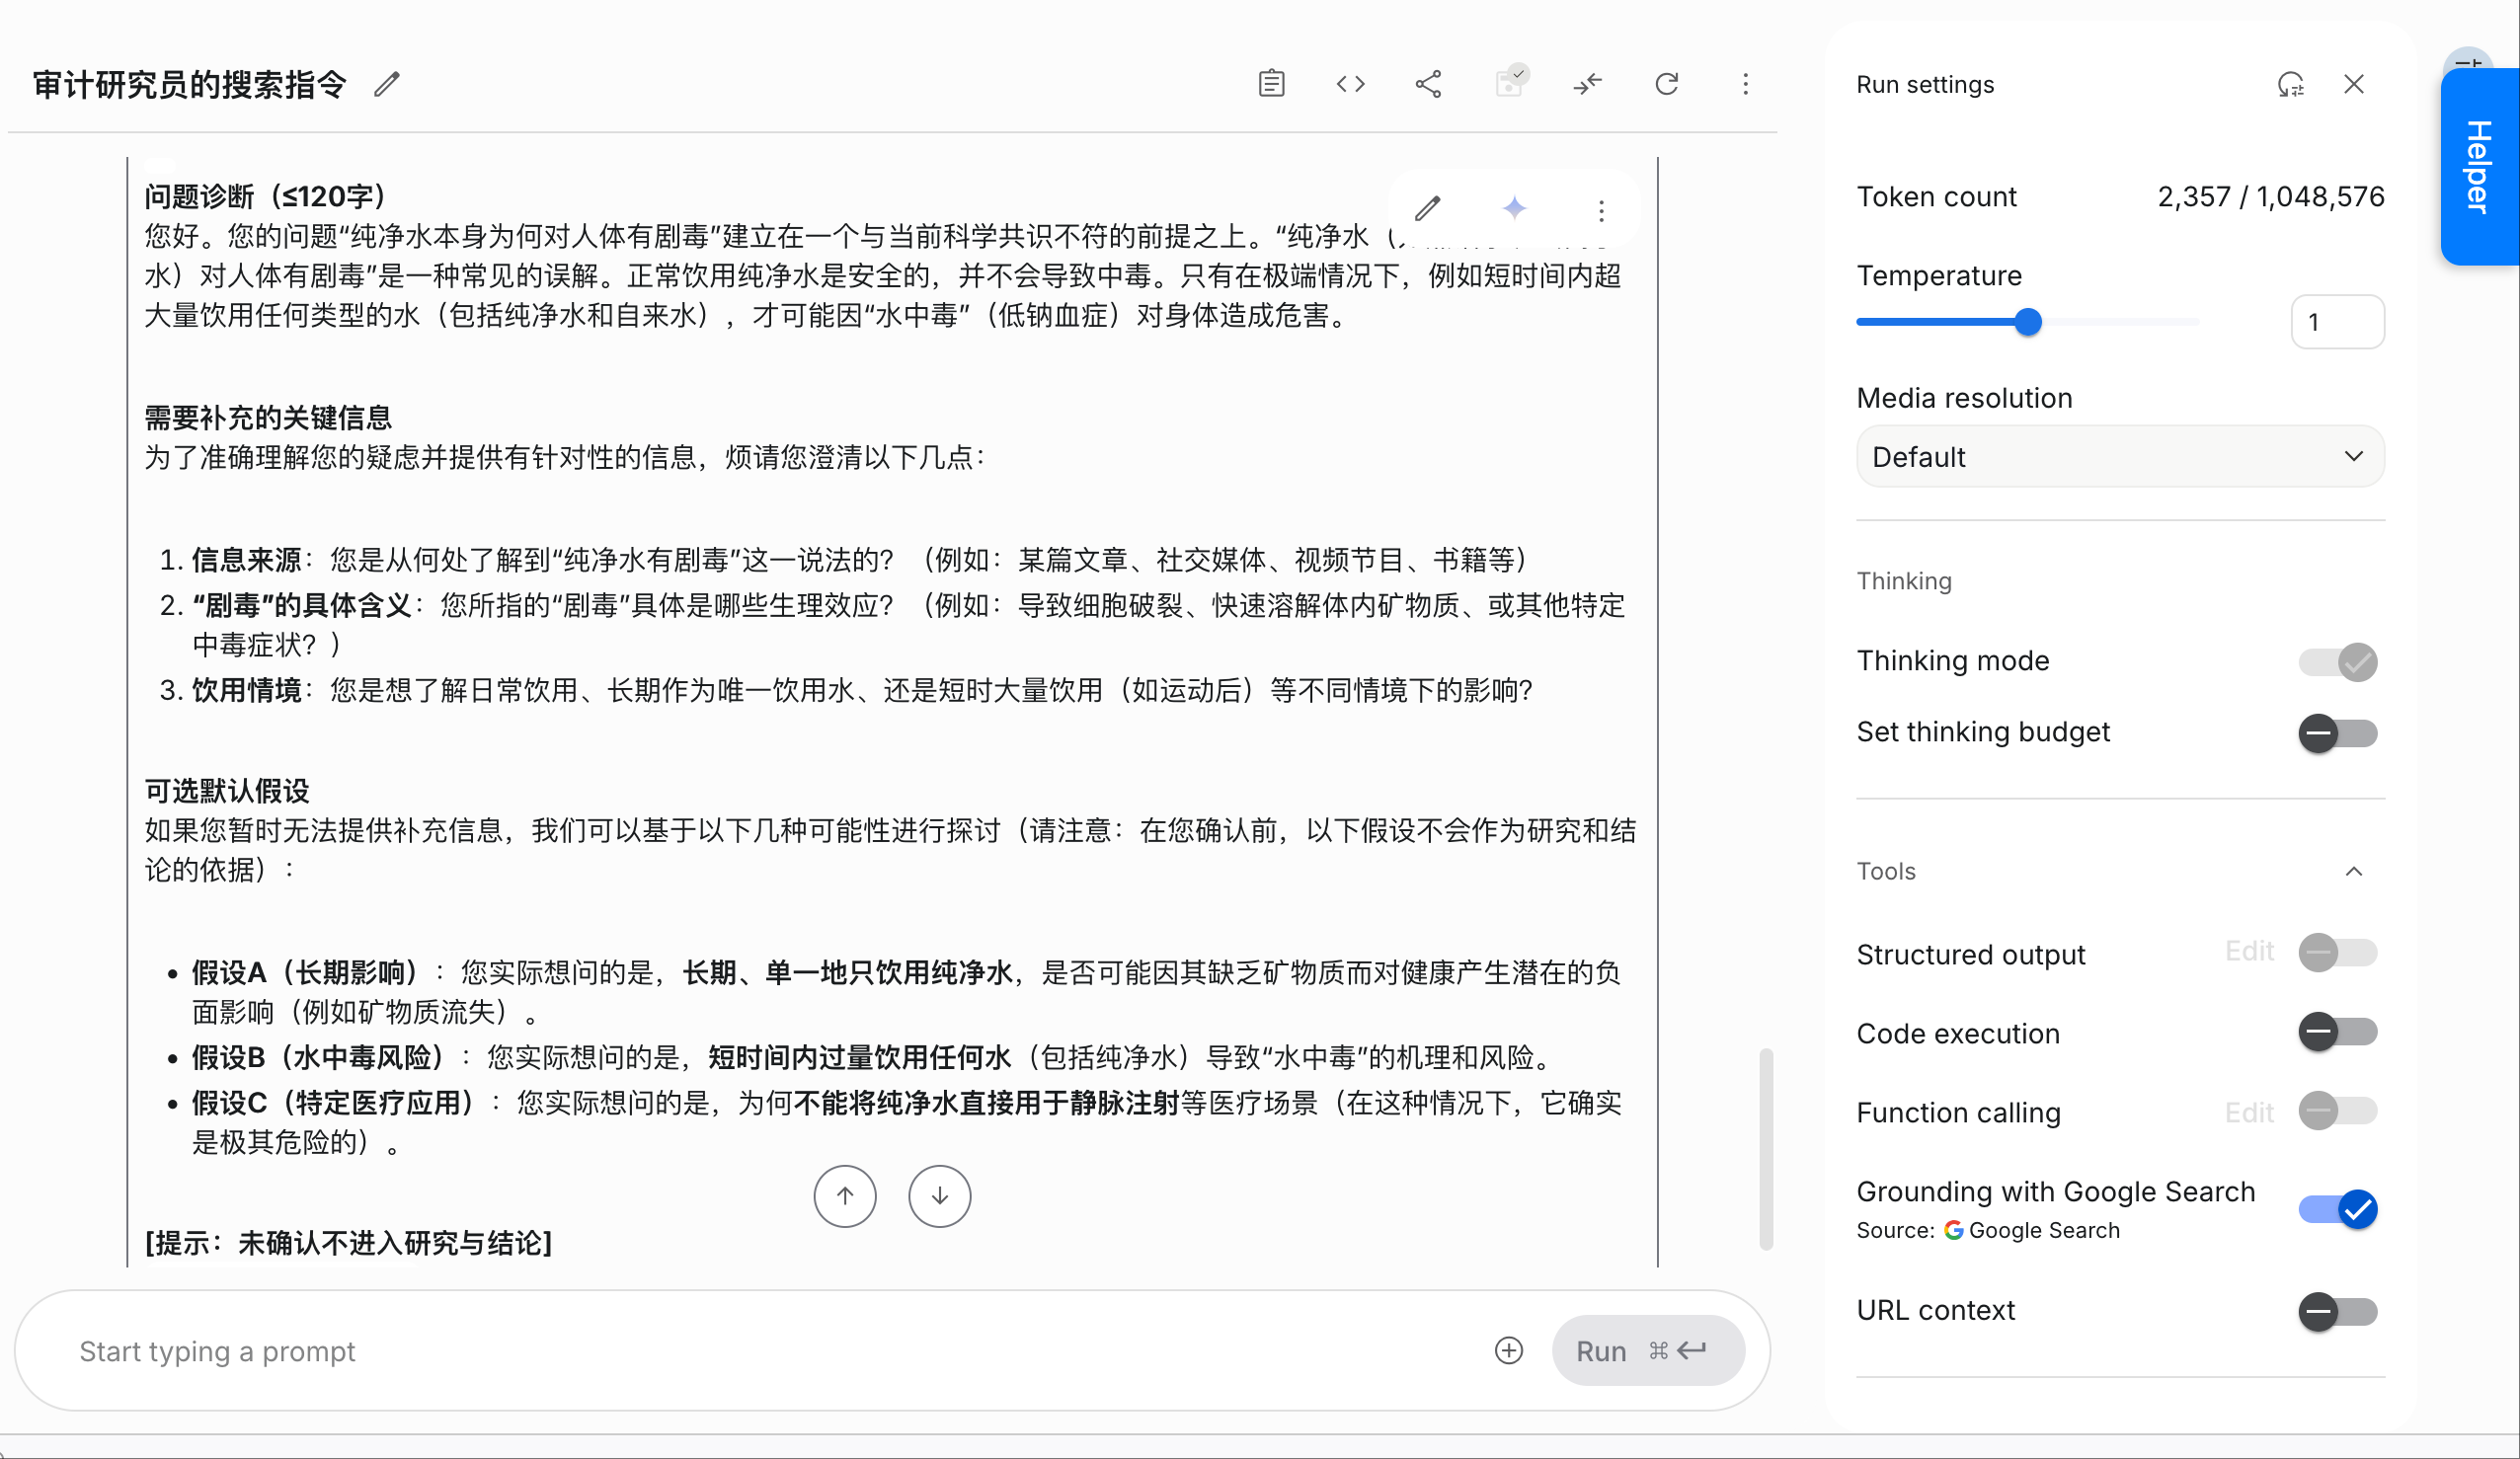 审计研究员的搜索指令
问题诊断（≤120字）
您好。您的问题“纯净水本身为何对人体有剧毒”建立在一个与当前科学共识不符的前提之上。“纯净水（
水）对人体有剧毒”是一种常见的误解。正常饮用纯净水是安全的，并不会导致中毒。只有在极端情况下，例如短时间内超
大量饮用任何类型的水（包括纯净水和自来水），才可能因“水中毒”（低钠血症）对身体造成危害。
需要补充的关键信息
为了准确理解您的疑虑并提供有针对性的信息，烦请您澄清以下几点：
1. 信息来源：您是从何处了解到“纯净水有剧毒”这一说法的？（例如：某篇文章、社交媒体、视频节目、书籍等）
2. “剧毒”的具体含义：您所指的“剧毒”具体是哪些生理效应？（例如：导致细胞破裂、快速溶解体内矿物质、或其他特定
中毒症状？）
3. 饮用情境：您是想了解日常饮用、长期作为唯一饮用水、还是短时大量饮用（如运动后）等不同情境下的影响？
可选默认假设
如果您暂时无法提供补充信息，我们可以基于以下几种可能性进行探讨（请注意：在您确认前，以下假设不会作为研究和结
论的依据）：
• 假设A（长期影响）：您实际想问的是，长期、单一地只饮用纯净水，是否可能因其缺乏矿物质而对健康产生潜在的负
面影响（例如矿物质流失）。
• 假设B（水中毒风险）：您实际想问的是，短时间内过量饮用任何水（包括纯净水）导致“水中毒”的机理和风险。
• 假设C（特定医疗应用）：您实际想问的是，为何不能将纯净水直接用于静脉注射等医疗场景（在这种情况下，它确实
是极其危险的）。
[提示：未确认不进入研究与结论]
Start typing a prompt
Run ⌘ ↵
Run settings
Token count 2,357 / 1,048,576
Temperature
1
Media resolution
Default
Thinking
Thinking mode
Set thinking budget
Tools
Structured output Edit
Code execution
Function calling Edit
Grounding with Google Search
Source: Google Search
URL context
Helper